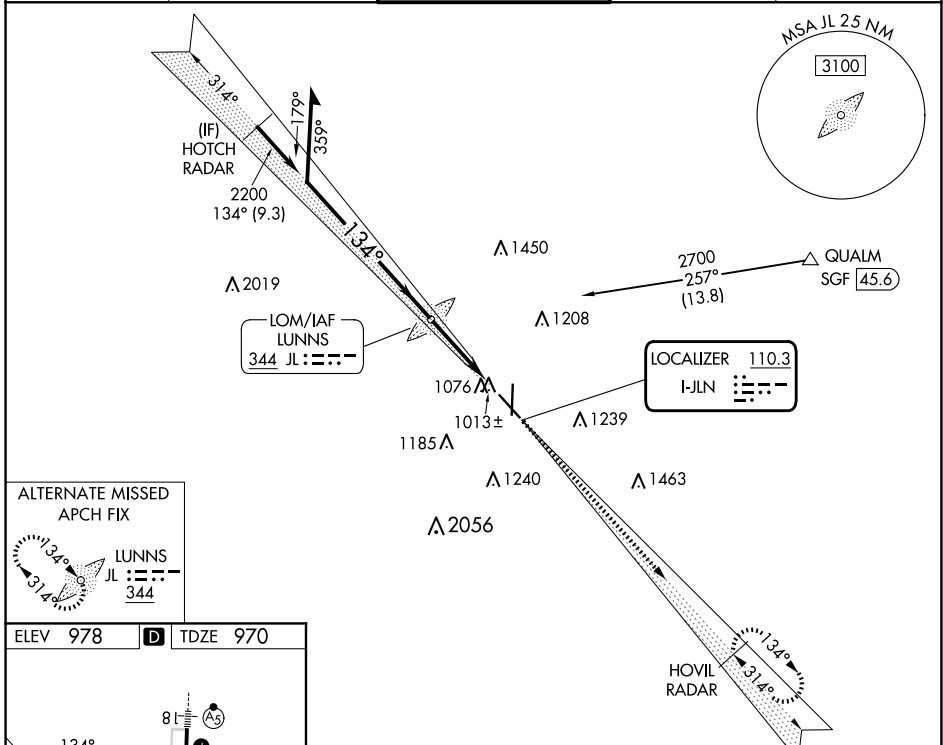 MSA JL 25 NM
3100
314°
179°
359°
(IF)
HOTCH
RADAR
2200
134° (9.3)
134°
1450
2700
257°
(13.8)
QUALM
SGF 45.6
2019
1208
LOM/IAF
LUNNS
344 JL
LOCALIZER 110.3
I-JLN
1076
1013±
1239
1185
1240
1463
2056
ALTERNATE MISSED
APCH FIX
134°
314°
LUNNS
JL
344
HOVIL
RADAR
134°
314°
ELEV 978 D TDZE 970
18
A5
134°